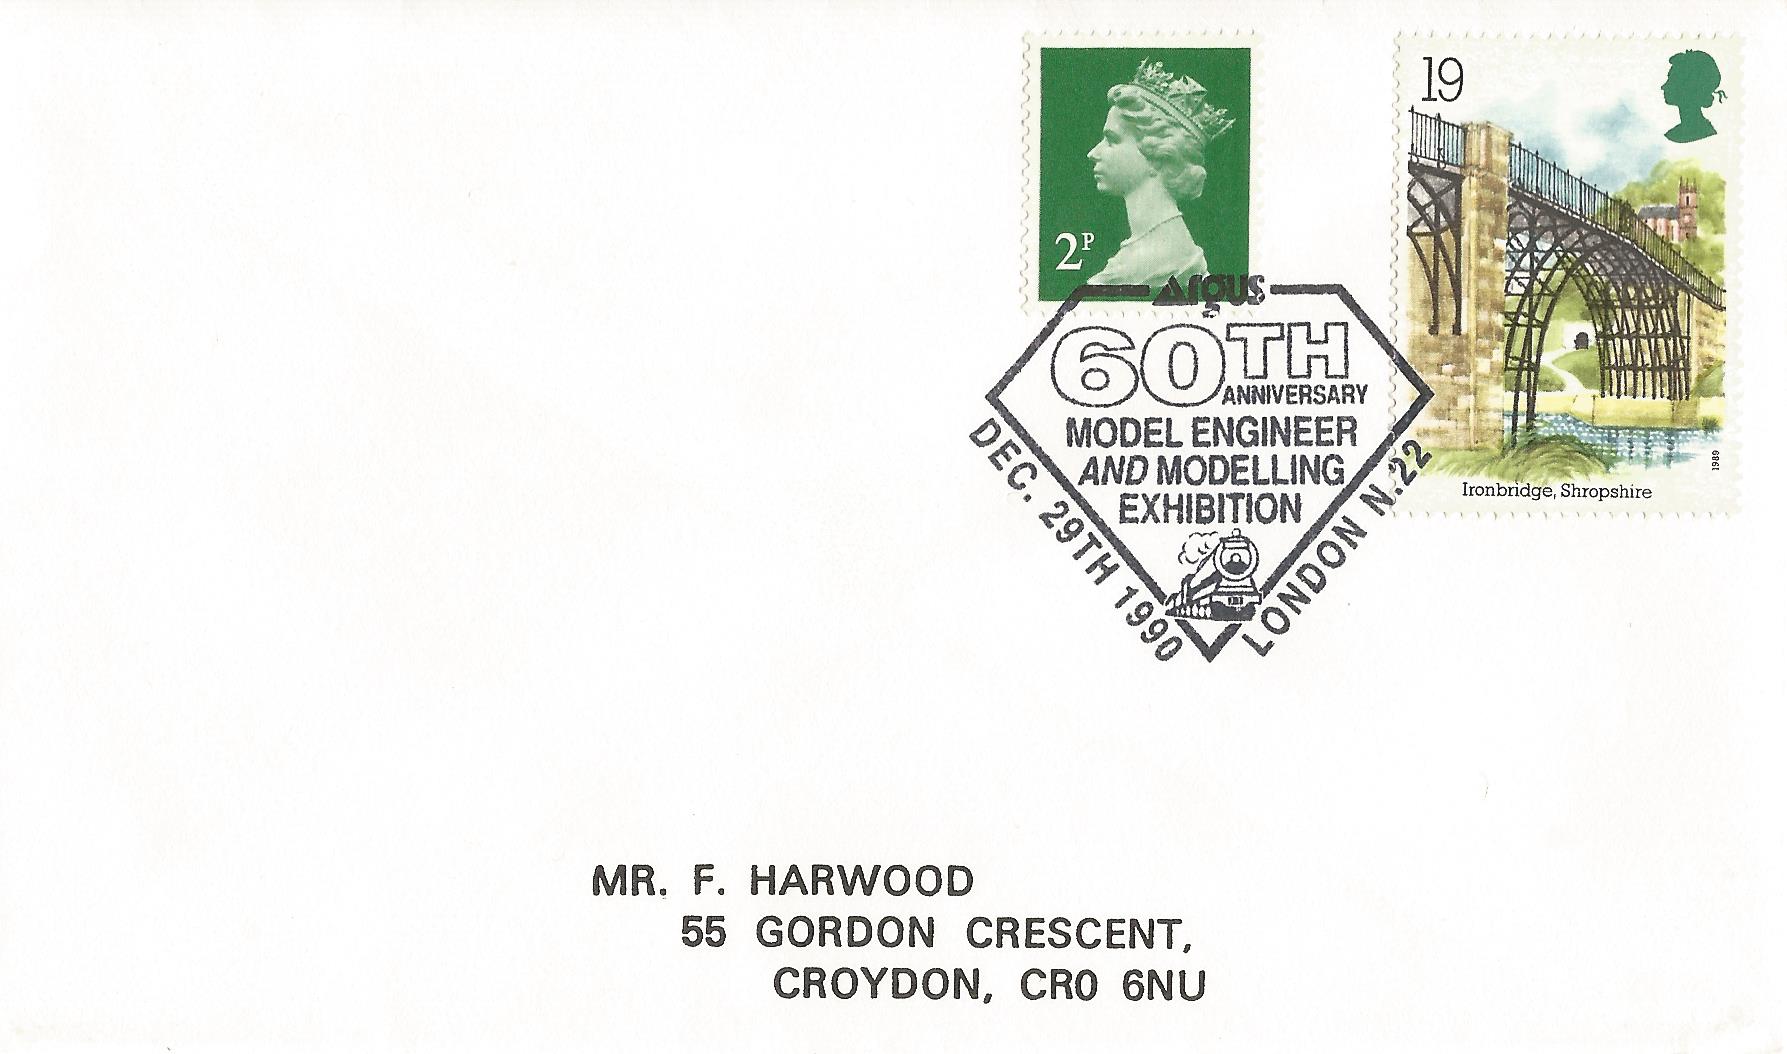 2P
19
1989
Ironbridge, Shropshire
Argus
60TH
ANNIVERSARY
MODEL ENGINEER
AND MODELLING
EXHIBITION
DEC. 29TH 1990
LONDON N.22
MR. F. HARWOOD
55 GORDON CRESCENT,
CROYDON, CR0 6NU